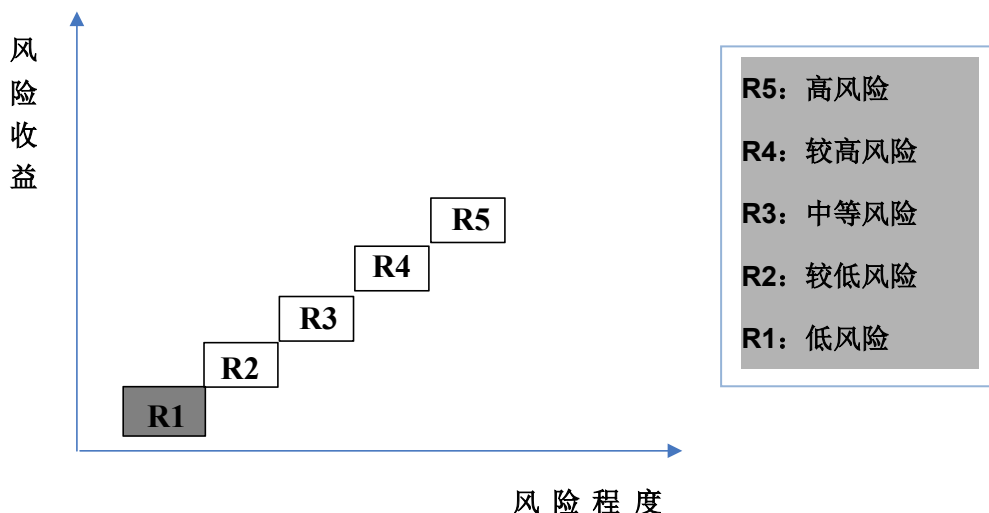 风
险
收
益
R5
R4
R3
R2
R1
风 险 程 度
R5：高风险
R4：较高风险
R3：中等风险
R2：较低风险
R1：低风险